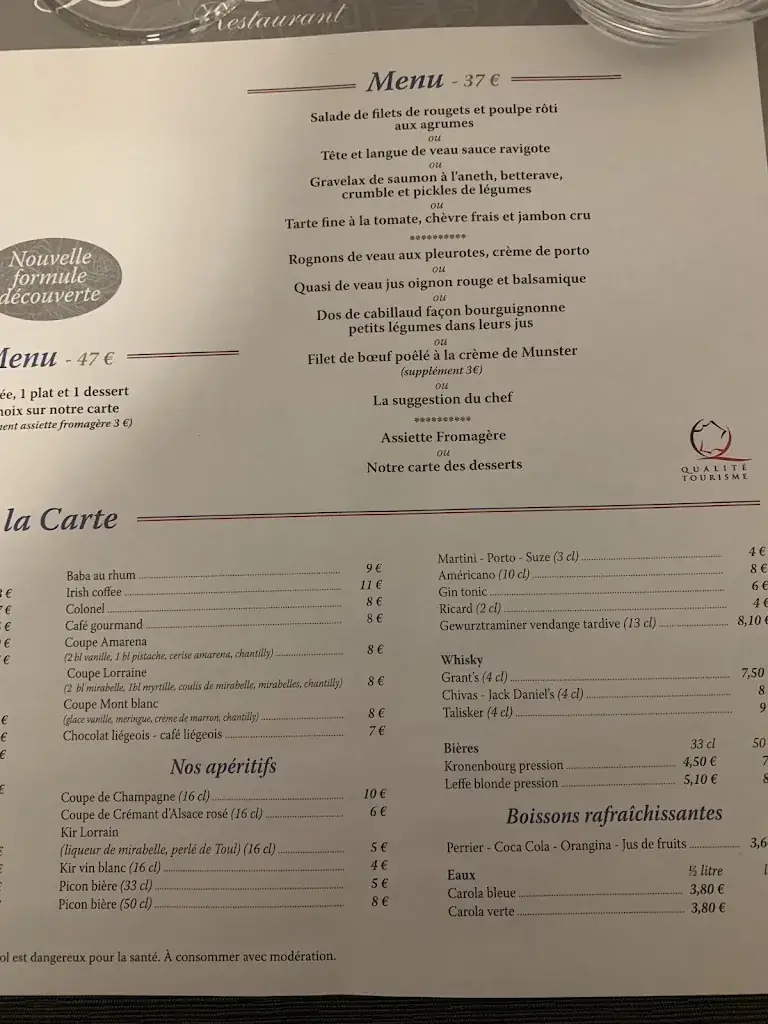 Restaurant
Menu - 37 €
Salade de filets de rougets et poulpe rôti
aux agrumes
ou
Tête et langue de veau sauce ravigote
ou
Gravelax de saumon à l'aneth, betterave,
crumble et pickles de légumes
ou
Tarte fine à la tomate, chèvre frais et jambon cru
**********
Rognons de veau aux pleurotes, crème de porto
ou
Quasi de veau jus oignon rouge et balsamique
ou
Dos de cabillaud façon bourguignonne
petits légumes dans leurs jus
ou
Filet de bœuf poêlé à la crème de Munster
(supplément 3€)
ou
La suggestion du chef
**********
Assiette Fromagère
ou
Notre carte des desserts
Nouvelle
formule
découverte
Menu - 47 €
ée, 1 plat et 1 dessert
hoix sur notre carte
ment assiette fromagère 3 €)
QUALITÉ
TOURISME
la Carte
Baba au rhum 9 €
Irish coffee 11 €
Colonel 8 €
Café gourmand 8 €
Coupe Amarena
(2 bl vanille, 1 bl pistache, cerise amarena, chantilly) 8 €
Coupe Lorraine
(2 bl mirabelle, 1bl myrtille, coulis de mirabelle, mirabelles, chantilly) 8 €
Coupe Mont blanc
(glace vanille, meringue, crème de marron, chantilly) 8 €
Chocolat liégeois - café liégeois 7 €
Nos apéritifs
Coupe de Champagne (16 cl) 10 €
Coupe de Crémant d'Alsace rosé (16 cl) 6 €
Kir Lorrain
(liqueur de mirabelle, perlé de Toul) (16 cl) 5 €
Kir vin blanc (16 cl) 4 €
Picon bière (33 cl) 5 €
Picon bière (50 cl) 8 €
Martini - Porto - Suze (3 cl) 4 €
Américano (10 cl) 8 €
Gin tonic 6 €
Ricard (2 cl) 4 €
Gewurztraminer vendange tardive (13 cl) 8,10 €
Whisky
Grant's (4 cl) 7,50
Chivas - Jack Daniel's (4 cl) 8
Talisker (4 cl) 9
Bières 33 cl 50
Kronenbourg pression 4,50 € 7
Leffe blonde pression 5,10 € 8
Boissons rafraîchissantes
Perrier - Coca Cola - Orangina - Jus de fruits 3,6
Eaux ½ litre
Carola bleue 3,80 €
Carola verte 3,80 €
ol est dangereux pour la santé. À consommer avec modération.